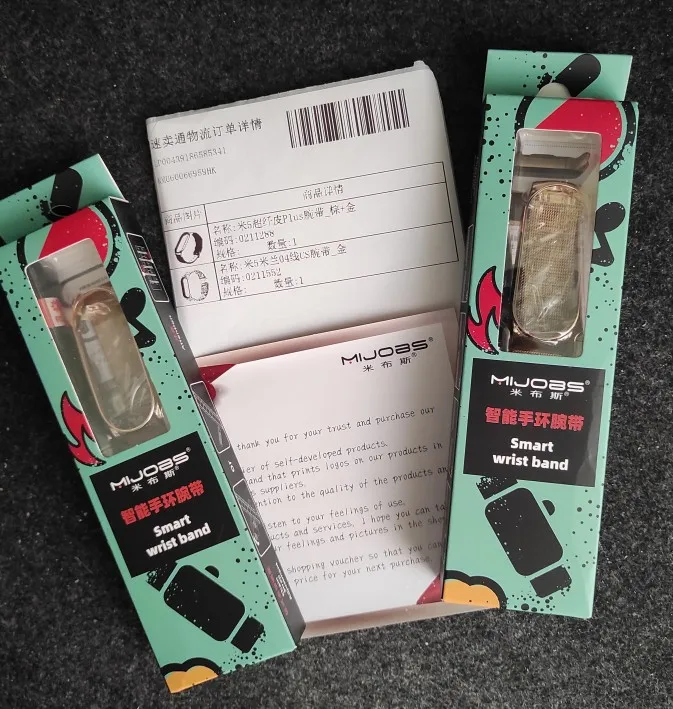 速卖通物流订单详情
商品详情
商品图片
名称:米5超纤皮Plus腕带_棕+金
编码:0211288
规格: 数量:1
名称:米5米兰04线CS腕带_金
编码:0211552
规格: 数量:1
MIJOBS®
米布斯
thank you for your trust and purchase our
of self-developed products.
and that prints logos on our products in
suppliers.
to the quality of the products an
to your feelings of use.
and services, I hope you can
feelings and pictures in the
shopping voucher so that you can
price for your next purchase.
MIJOBS®
米布斯®
智能手环腕带
Smart
wrist band
MIJOBS®
米布斯®
智能手环腕带
Smart
wrist band